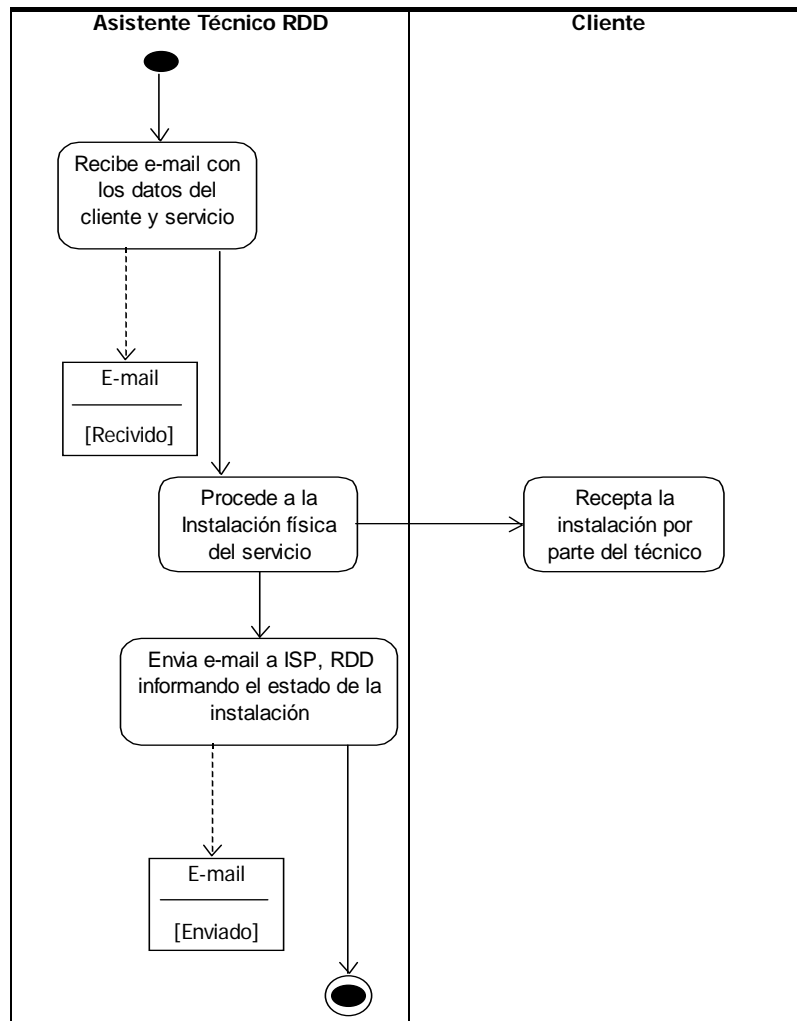 Asistente Técnico RDD
Cliente
Recibe e-mail con
los datos del
cliente y servicio
E-mail
[Recivido]
Procede a la
Instalación física
del servicio
Recepta la
instalación por
parte del técnico
Envia e-mail a ISP, RDD
informando el estado de la
instalación
E-mail
[Enviado]